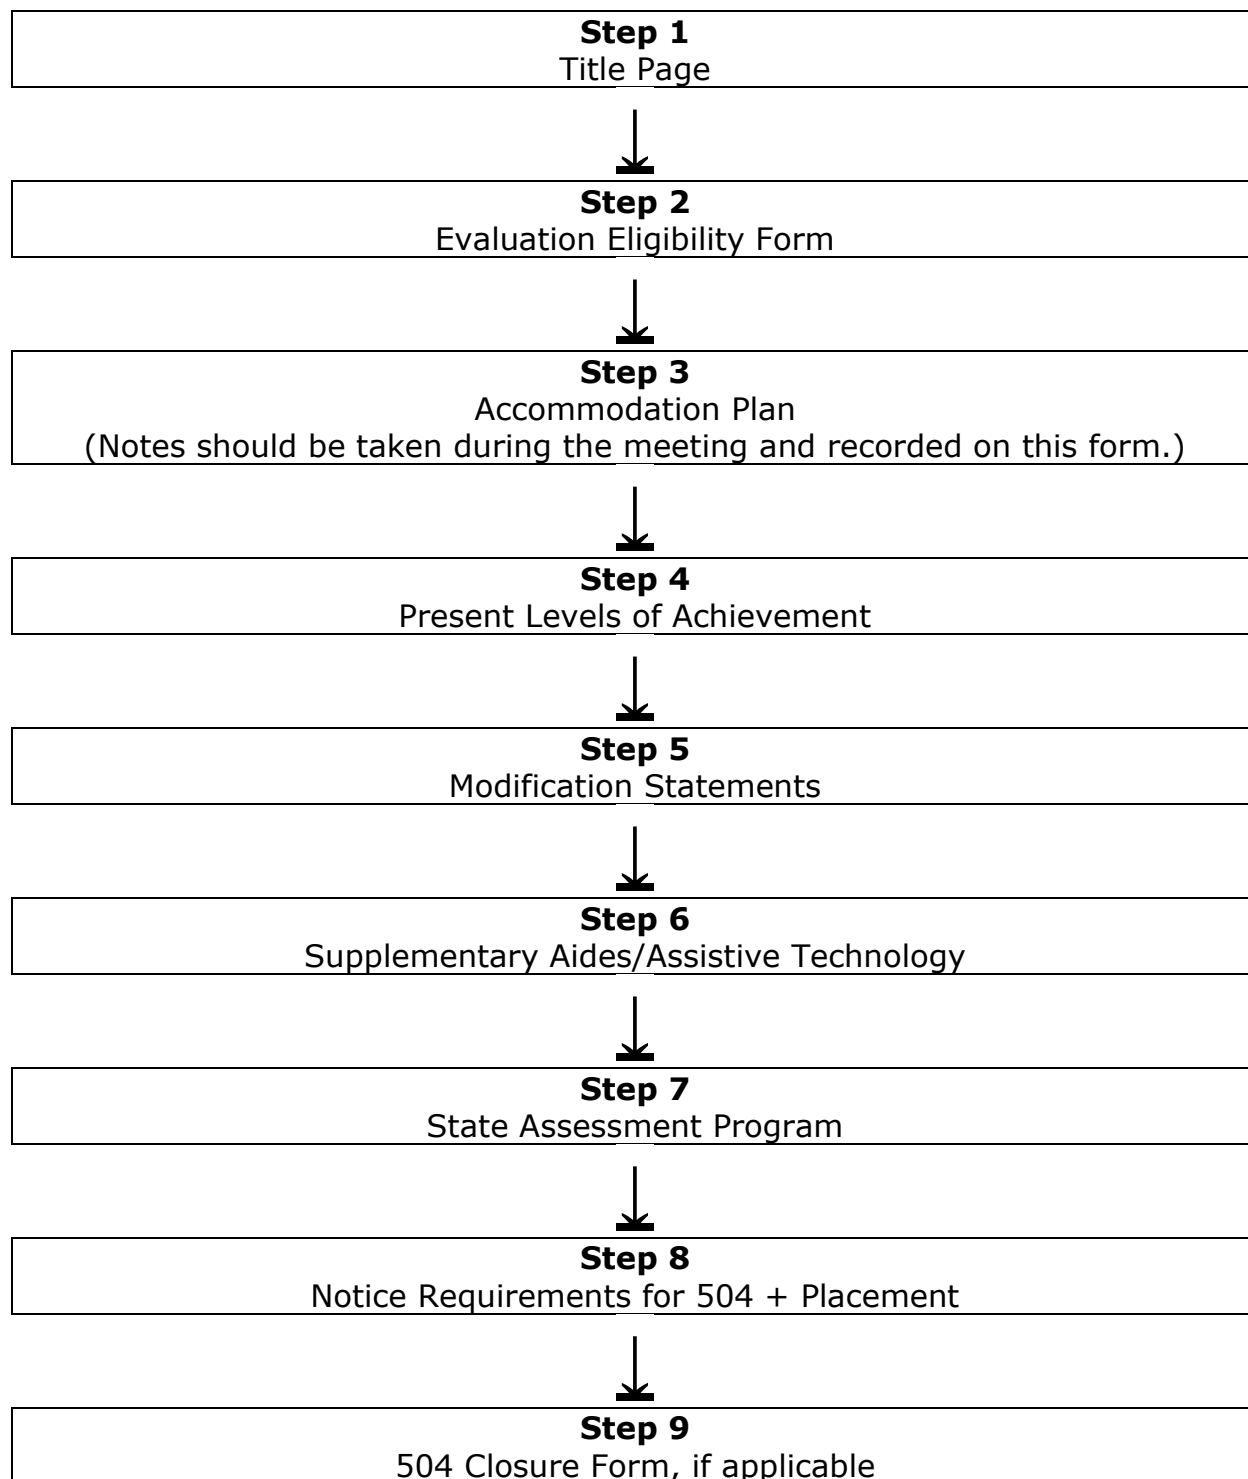 Step 1
Title Page
Step 2
Evaluation Eligibility Form
Step 3
Accommodation Plan
(Notes should be taken during the meeting and recorded on this form.)
Step 4
Present Levels of Achievement
Step 5
Modification Statements
Step 6
Supplementary Aides/Assistive Technology
Step 7
State Assessment Program
Step 8
Notice Requirements for 504 + Placement
Step 9
504 Closure Form, if applicable